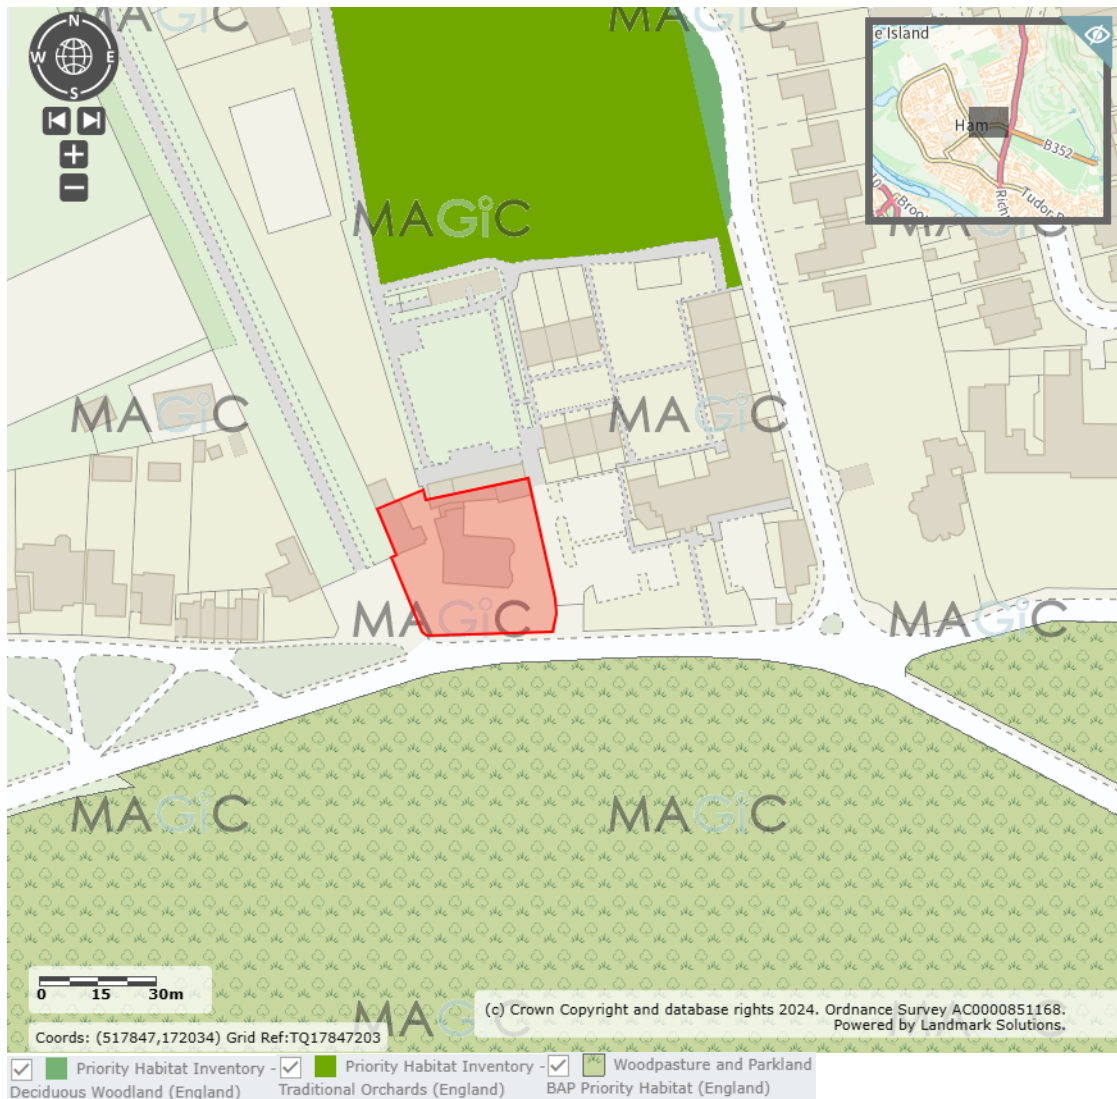 MAGiC
MAGiC
N
W
E
S
e Island
Ham
B352
Tudor
Rich
Broo
MAGiC
MAGiC
MAGiC
MAGiC
MAGiC
MAGiC
MAGiC
MAGiC
0 15 30m
MAGiC
(c) Crown Copyright and database rights 2024. Ordnance Survey AC0000851168.
Powered by Landmark Solutions.
Coords: (517847,172034) Grid Ref:TQ17847203
Priority Habitat Inventory -
Deciduous Woodland (England)
Priority Habitat Inventory -
Traditional Orchards (England)
Woodpasture and Parkland
BAP Priority Habitat (England)